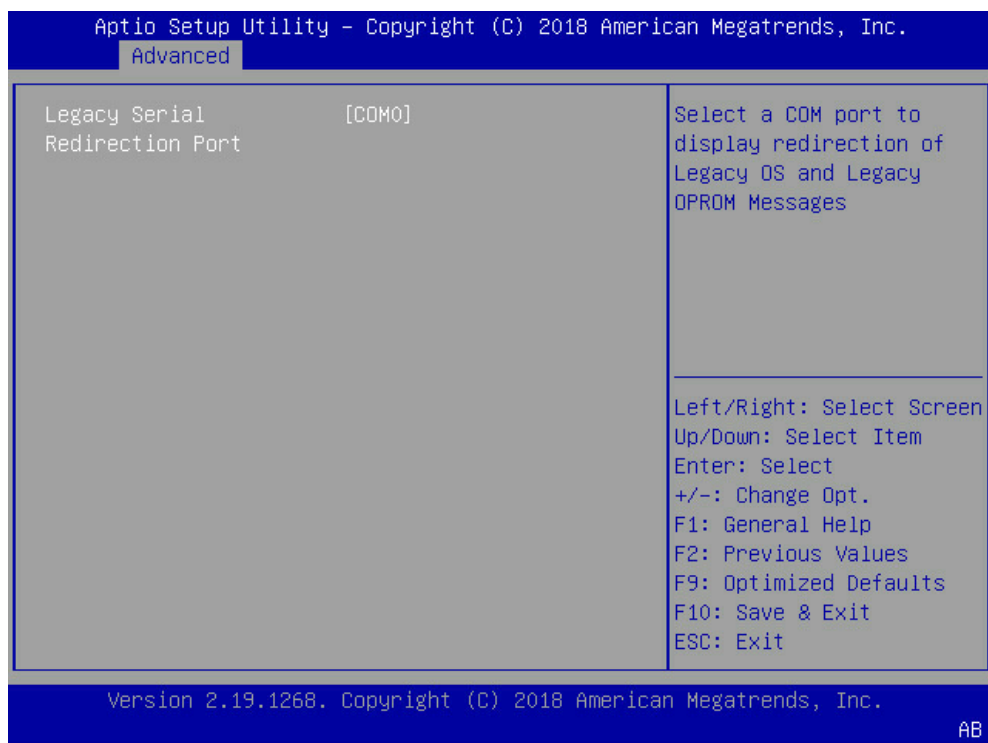 Aptio Setup Utility – Copyright (C) 2018 American Megatrends, Inc.
Advanced
Legacy Serial [COM0]
Redirection Port
Select a COM port to
display redirection of
Legacy OS and Legacy
OPROM Messages
Left/Right: Select Screen
Up/Down: Select Item
Enter: Select
+/-: Change Opt.
F1: General Help
F2: Previous Values
F9: Optimized Defaults
F10: Save & Exit
ESC: Exit
Version 2.19.1268. Copyright (C) 2018 American Megatrends, Inc.
AB